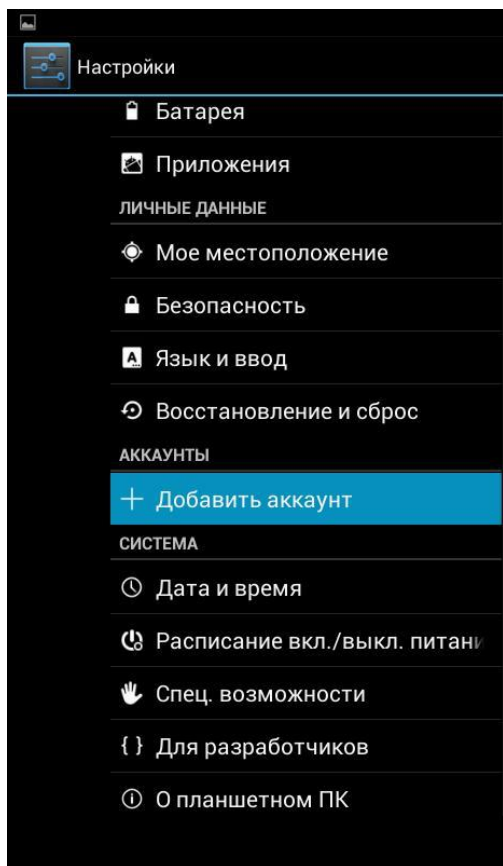 Настройки
Батарея
Приложения
ЛИЧНЫЕ ДАННЫЕ
Мое местоположение
Безопасность
Язык и ввод
Восстановление и сброс
АККАУНТЫ
Добавить аккаунт
СИСТЕМА
Дата и время
Расписание вкл./выкл. питани
Спец. возможности
{ } Для разработчиков
О планшетном ПК